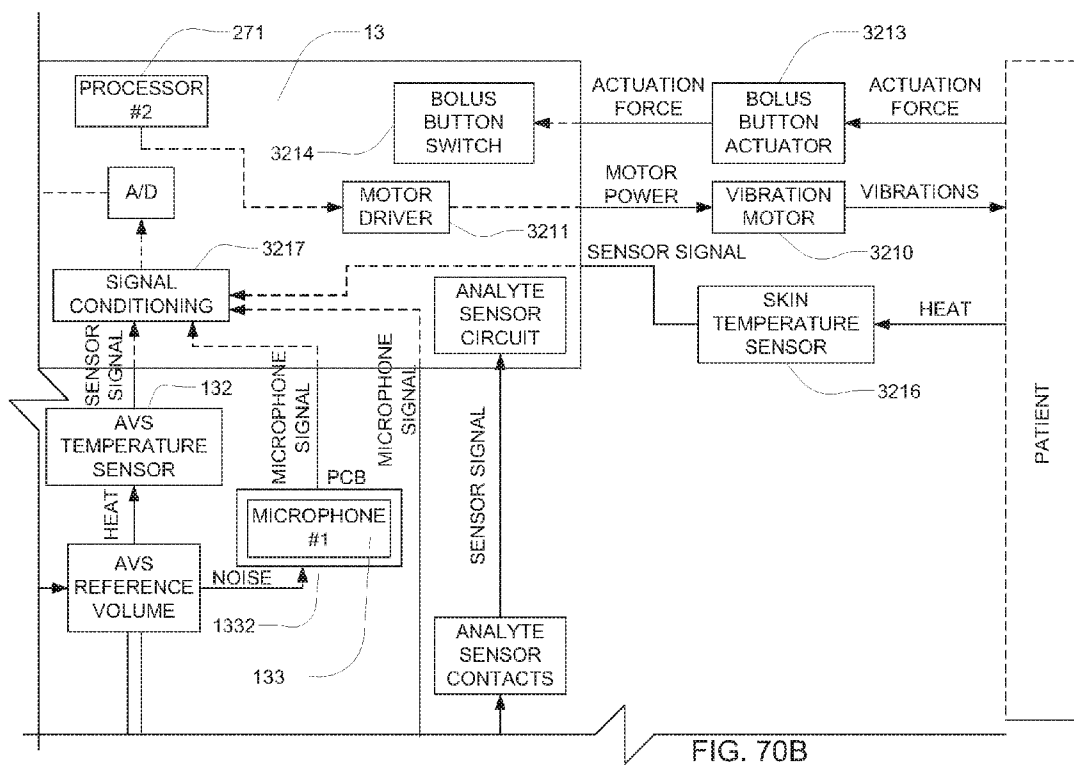 271
13
3213
PROCESSOR
#2
BOLUS
BUTTON
SWITCH
3214
ACTUATION
FORCE
BOLUS
BUTTON
ACTUATOR
ACTUATION
FORCE
A/D
MOTOR
DRIVER
3211
MOTOR
POWER
VIBRATION
MOTOR
3210
VIBRATIONS
3217
SENSOR SIGNAL
SIGNAL
CONDITIONING
ANALYTE
SENSOR
CIRCUIT
SKIN
TEMPERATURE
SENSOR
3216
HEAT
SENSOR
SIGNAL
132
MICROPHONE
SIGNAL
MICROPHONE
SIGNAL
AVS
TEMPERATURE
SENSOR
SENSOR SIGNAL
PATIENT
HEAT
PCB
MICROPHONE
#1
AVS
REFERENCE
VOLUME
NOISE
1332
133
ANALYTE
SENSOR
CONTACTS
FIG. 70B